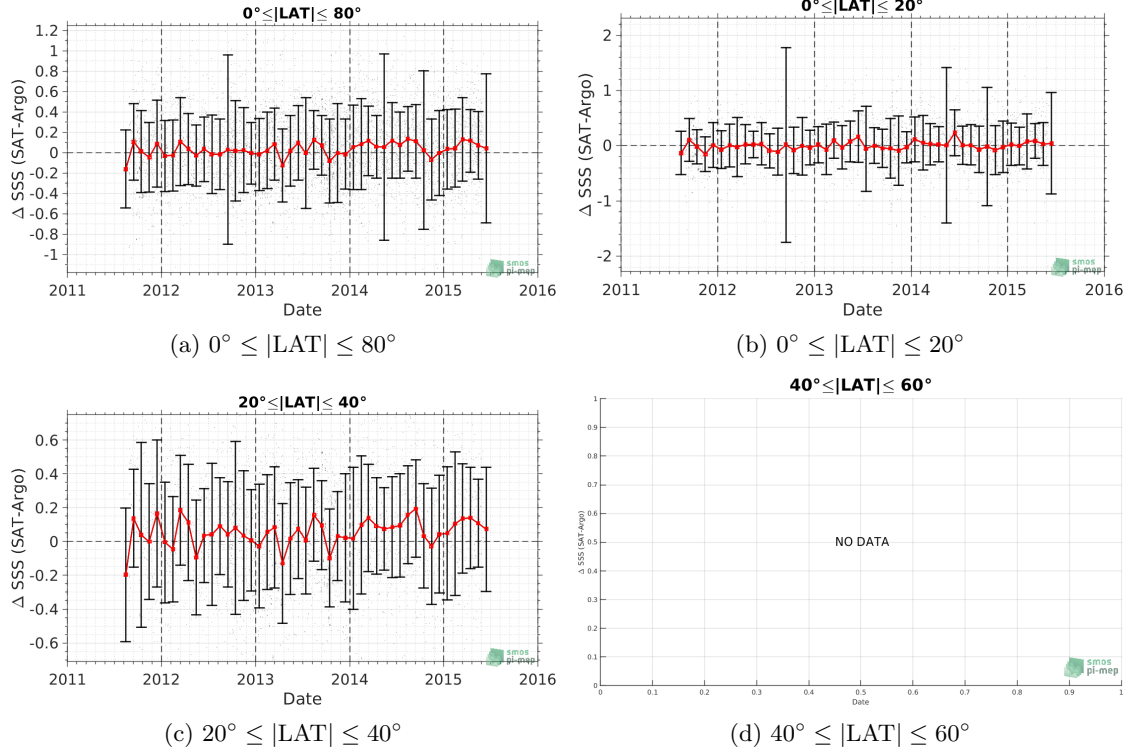 0°≤|LAT|≤ 80°
1.2
1
0.8
0.6
0.4
0.2
0
-0.2
-0.4
-0.6
-0.8
-1
Δ SSS (SAT-Argo)
2011 2012 2013 2014 2015 2016
Date
smos
pi-mep
(a) 0° ≤ |LAT| ≤ 80°
0°≤|LAT|≤ 20°
2
1
0
-1
-2
Δ SSS (SAT-Argo)
2011 2012 2013 2014 2015 2016
Date
smos
pi-mep
(b) 0° ≤ |LAT| ≤ 20°
20°≤|LAT|≤ 40°
0.6
0.4
0.2
0
-0.2
-0.4
-0.6
Δ SSS (SAT-Argo)
2011 2012 2013 2014 2015 2016
Date
smos
pi-mep
(c) 20° ≤ |LAT| ≤ 40°
40°≤|LAT|≤ 60°
1
0.9
0.8
0.7
0.6
0.5
0.4
0.3
0.2
0.1
0
Δ SSS (SAT-Argo)
NO DATA
0 0.1 0.2 0.3 0.4 0.5 0.6 0.7 0.8 0.9 1
Date
smos
pi-mep
(d) 40° ≤ |LAT| ≤ 60°